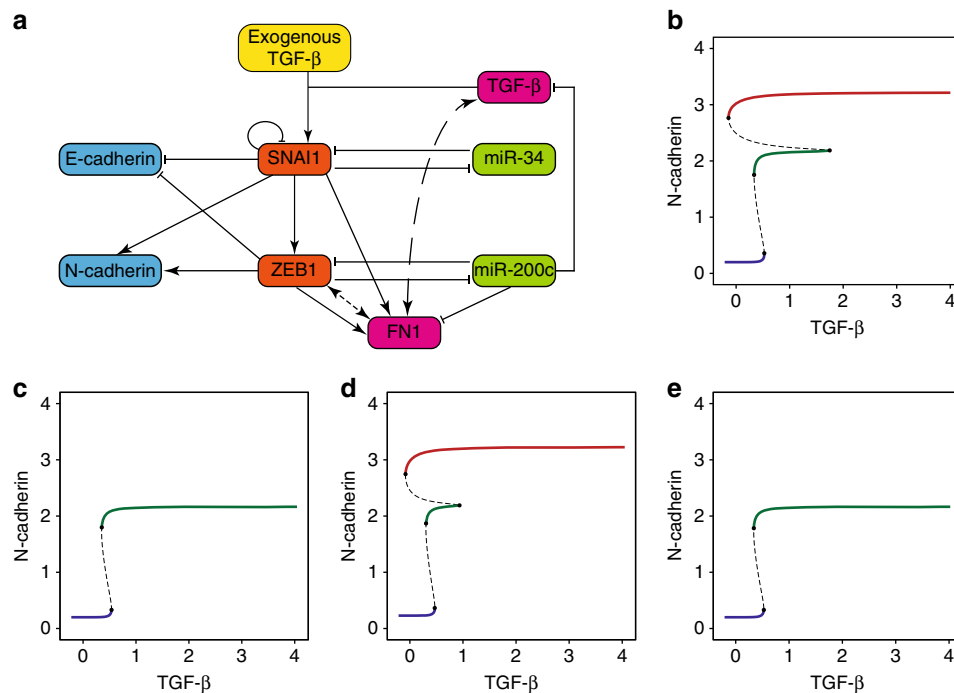 a
Exogenous
TGF-β
TGF-β
E-cadherin
SNAI1
miR-34
N-cadherin
ZEB1
miR-200c
FN1
b
N-cadherin
4
3
2
1
0
0 1 2 3 4
TGF-β
c
N-cadherin
4
3
2
1
0
0 1 2 3 4
TGF-β
d
N-cadherin
4
3
2
1
0
0 1 2 3 4
TGF-β
e
N-cadherin
4
3
2
1
0
0 1 2 3 4
TGF-β